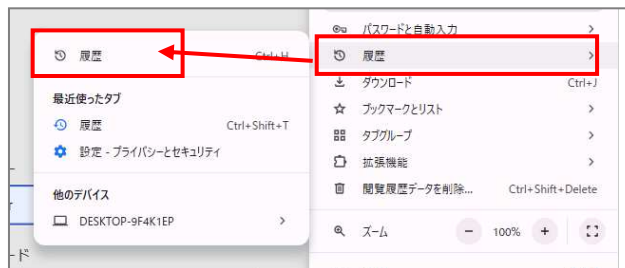 履歴 Ctrl+H
最近使ったタブ
履歴 Ctrl+Shift+T
設定 - プライバシーとセキュリティ
他のデバイス
DESKTOP-9F4K1EP
パスワードと自動入力
履歴
ダウンロード Ctrl+J
ブックマークとリスト
タブグループ
拡張機能
閲覧履歴データを削除... Ctrl+Shift+Delete
ズーム - 100% +
ード